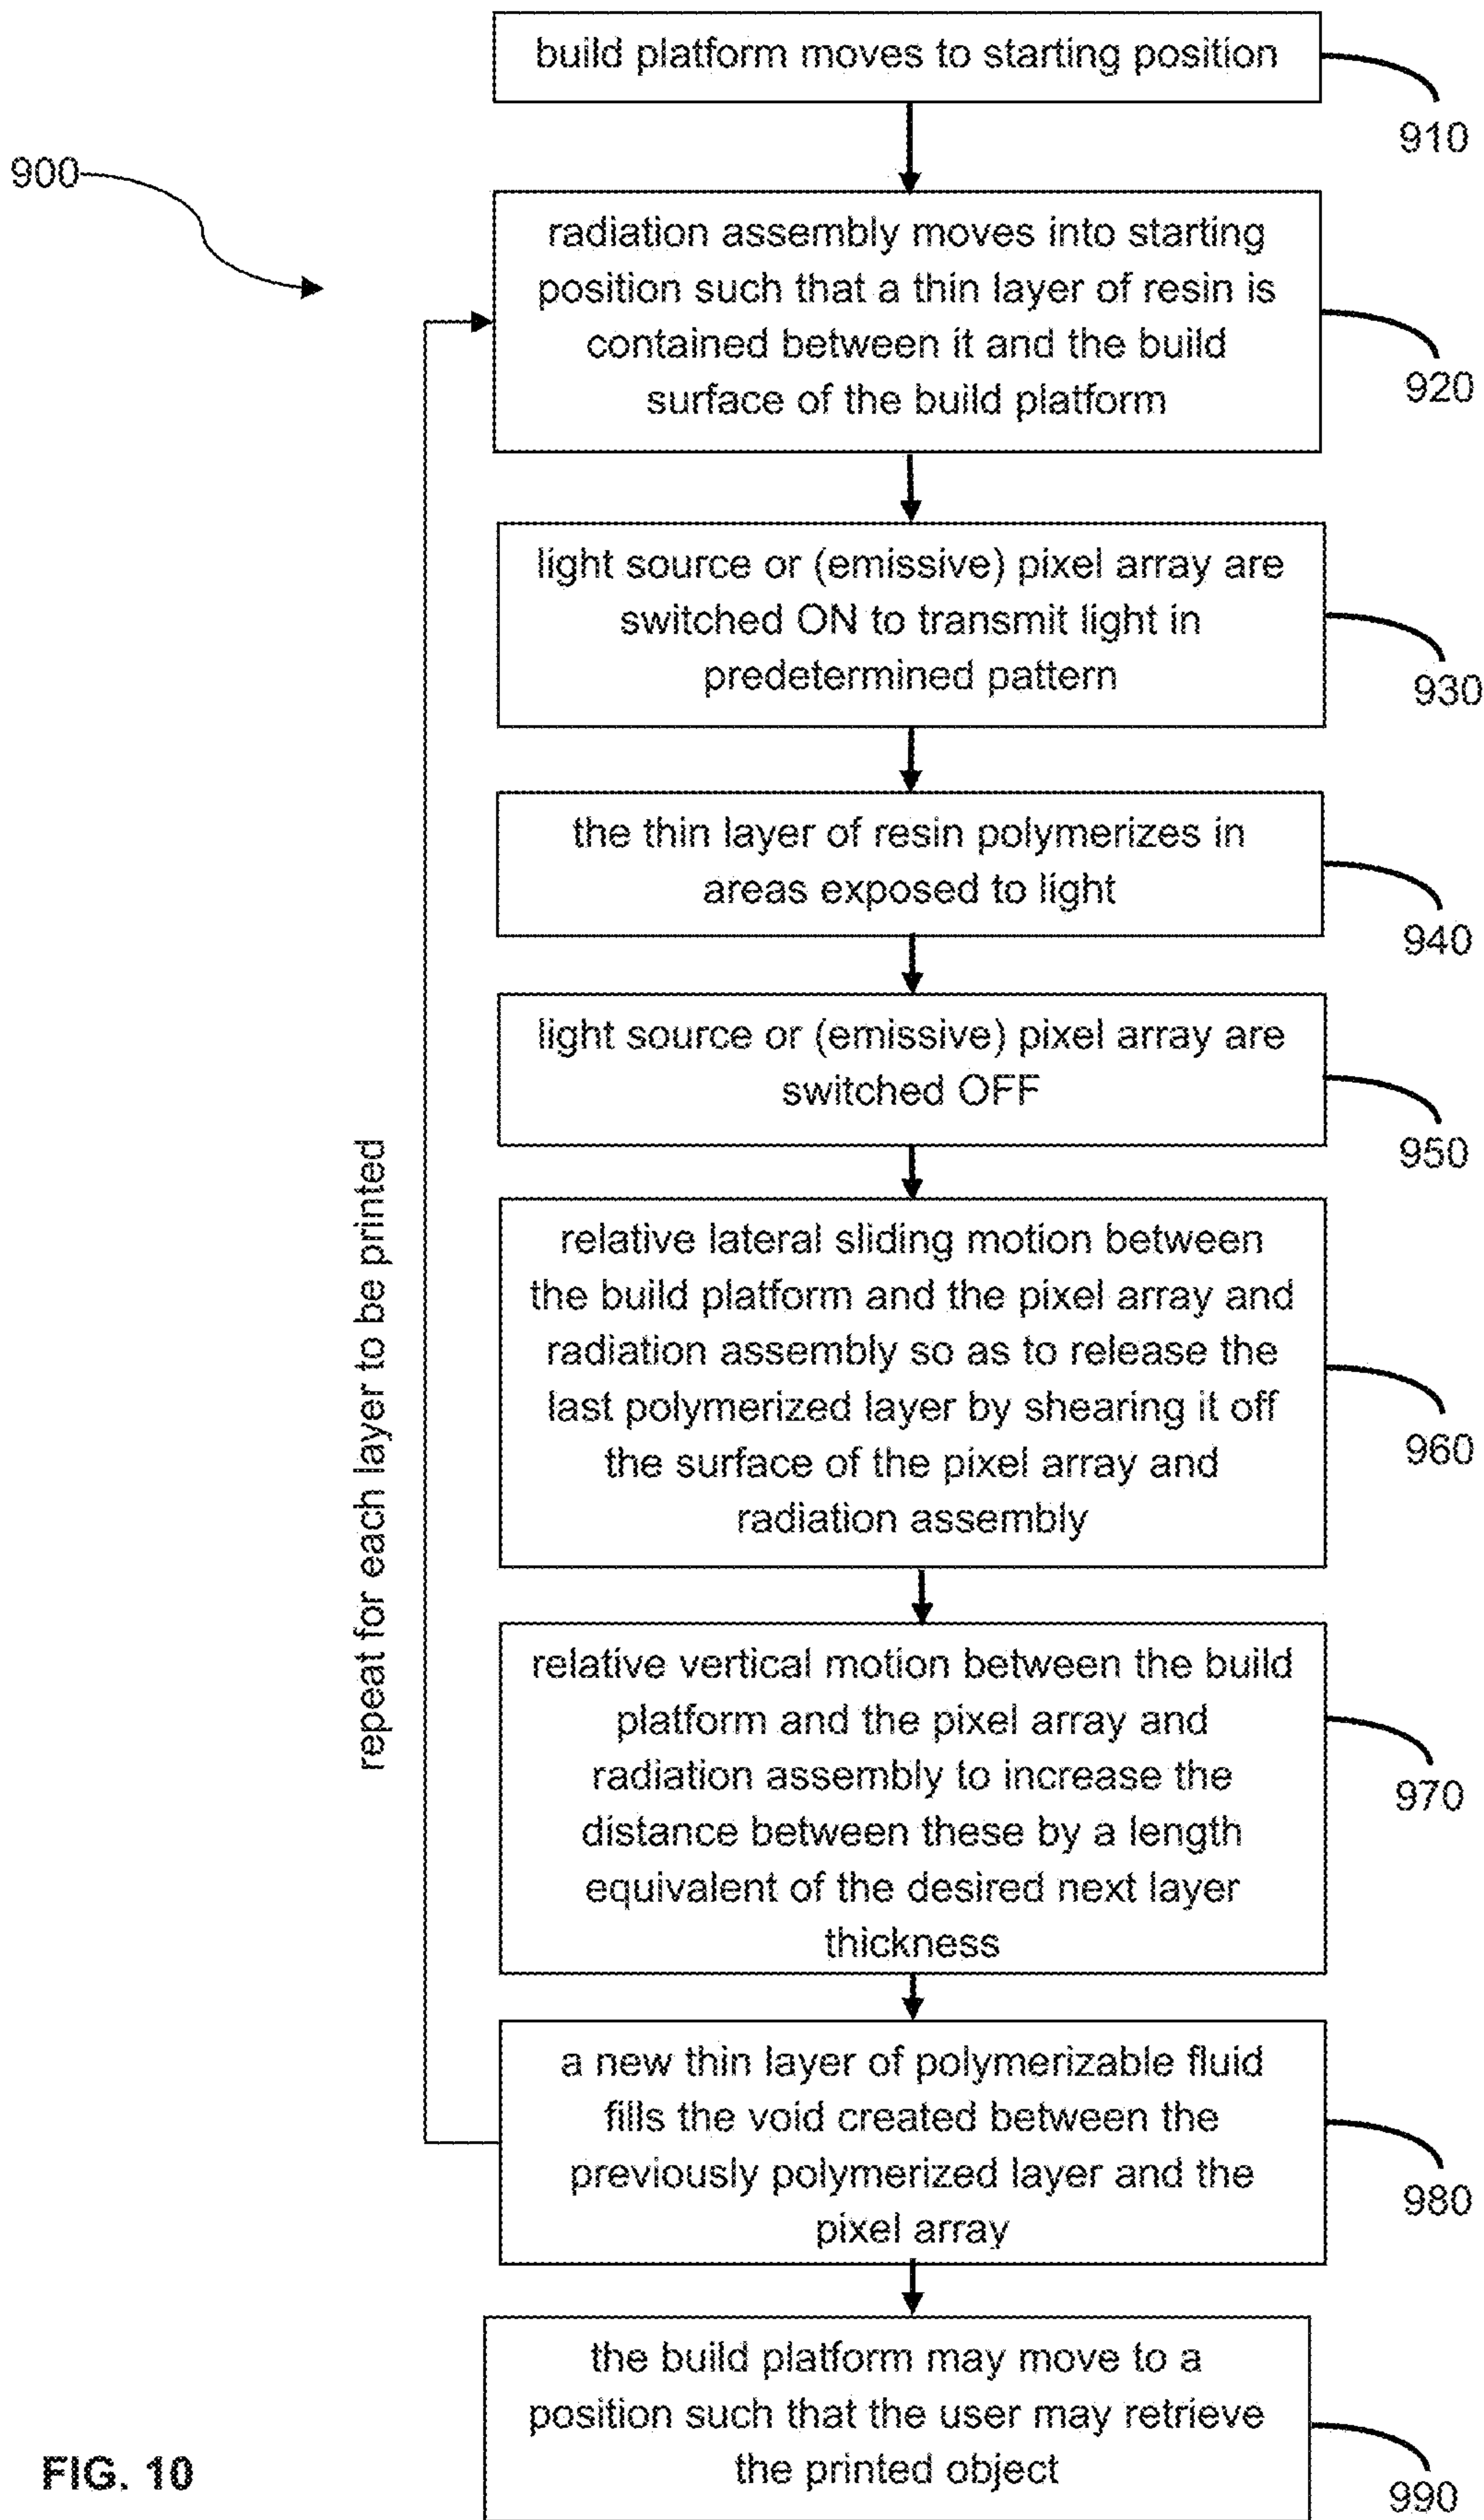 build platform moves to starting position
910
900
radiation assembly moves into starting
position such that a thin layer of resin is
contained between it and the build
surface of the build platform
920
light source or (emissive) pixel array are
switched ON to transmit light in
predetermined pattern
930
the thin layer of resin polymerizes in
areas exposed to light
940
light source or (emissive) pixel array are
switched OFF
950
repeat for each layer to be printed
relative lateral sliding motion between
the build platform and the pixel array and
radiation assembly so as to release the
last polymerized layer by shearing it off
the surface of the pixel array and
radiation assembly
960
relative vertical motion between the build
platform and the pixel array and
radiation assembly to increase the
distance between these by a length
equivalent of the desired next layer
thickness
970
a new thin layer of polymerizable fluid
fills the void created between the
previously polymerized layer and the
pixel array
980
the build platform may move to a
position such that the user may retrieve
the printed object
990
FIG. 10